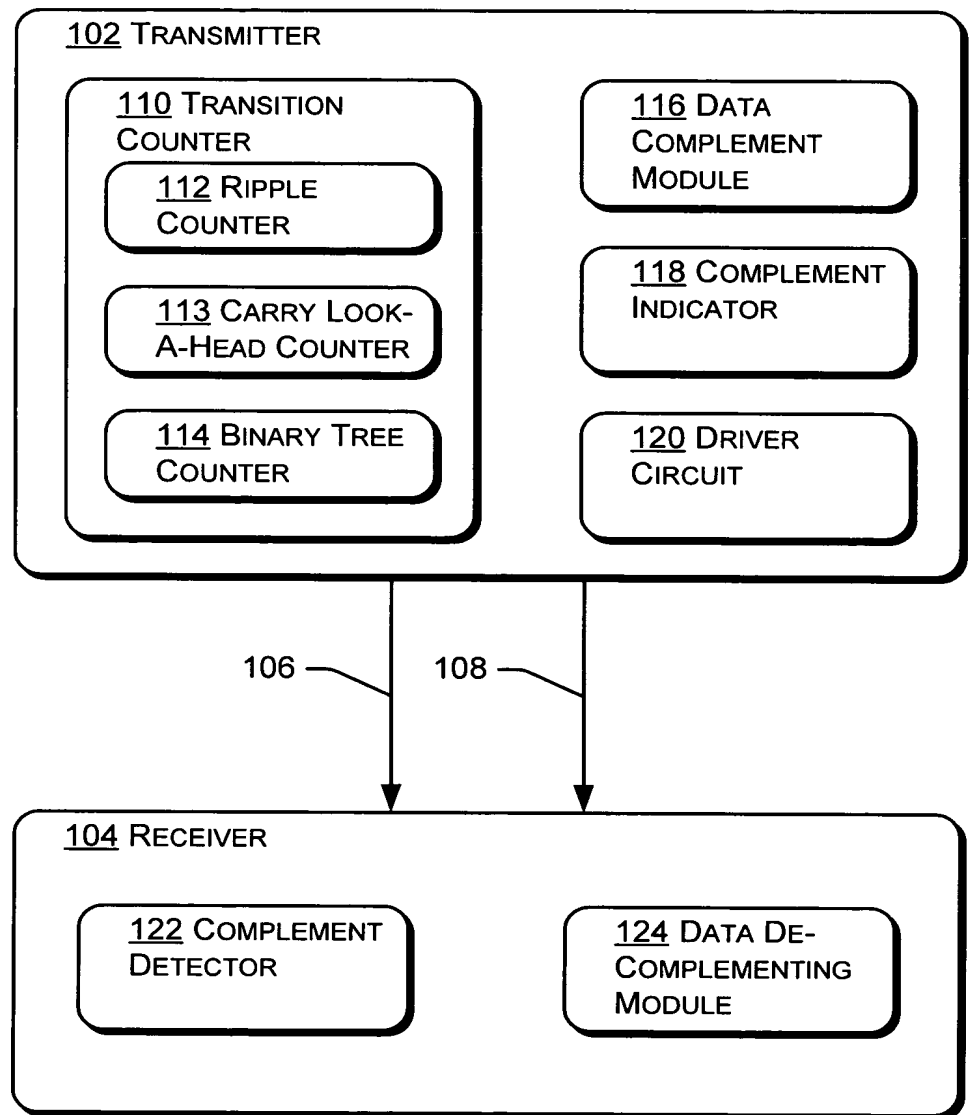 102 TRANSMITTER
110 TRANSITION
COUNTER
112 RIPPLE
COUNTER
113 CARRY LOOK-
A-HEAD COUNTER
114 BINARY TREE
COUNTER
116 DATA
COMPLEMENT
MODULE
118 COMPLEMENT
INDICATOR
120 DRIVER
CIRCUIT
106
108
104 RECEIVER
122 COMPLEMENT
DETECTOR
124 DATA DE-
COMPLEMENTING
MODULE